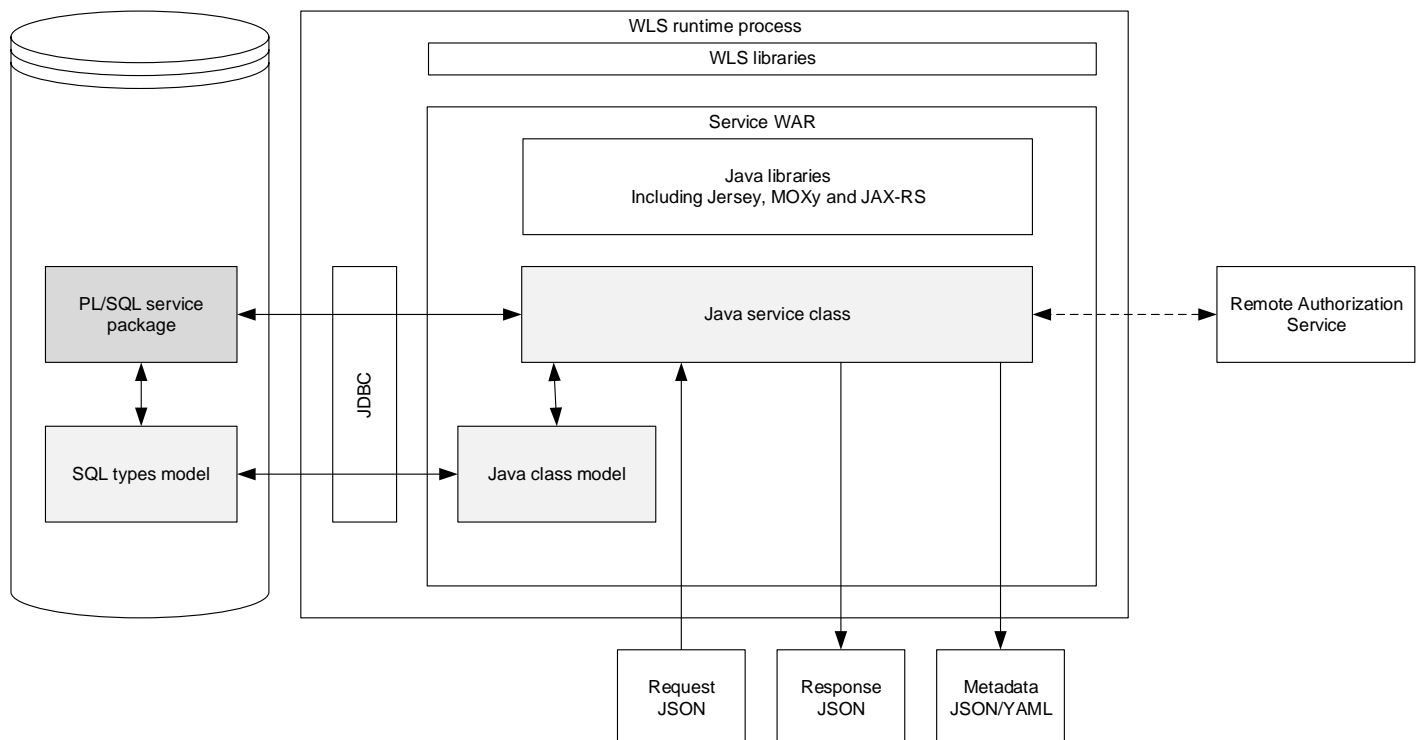 WLS runtime process
WLS libraries
Service WAR
Java libraries
Including Jersey, MOXy and JAX-RS
PL/SQL service
package
JDBC
Java service class
Remote Authorization
Service
SQL types model
Java class model
Request
JSON
Response
JSON
Metadata
JSON/YAML